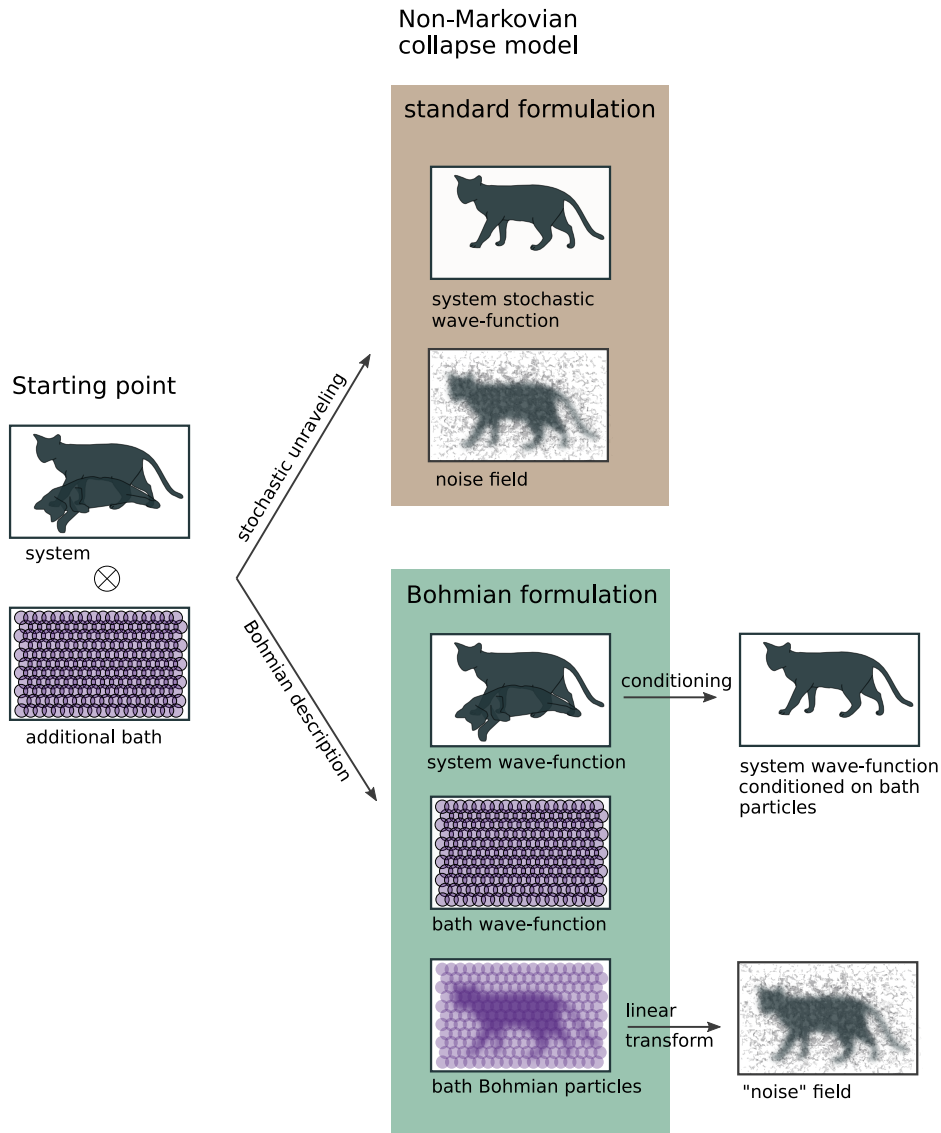 Non-Markovian
collapse model
standard formulation
system stochastic
wave-function
noise field
Starting point
system
additional bath
stochastic unraveling
Bohmian description
Bohmian formulation
system wave-function
conditioning
system wave-function
conditioned on bath
particles
bath wave-function
bath Bohmian particles
linear
transform
"noise" field